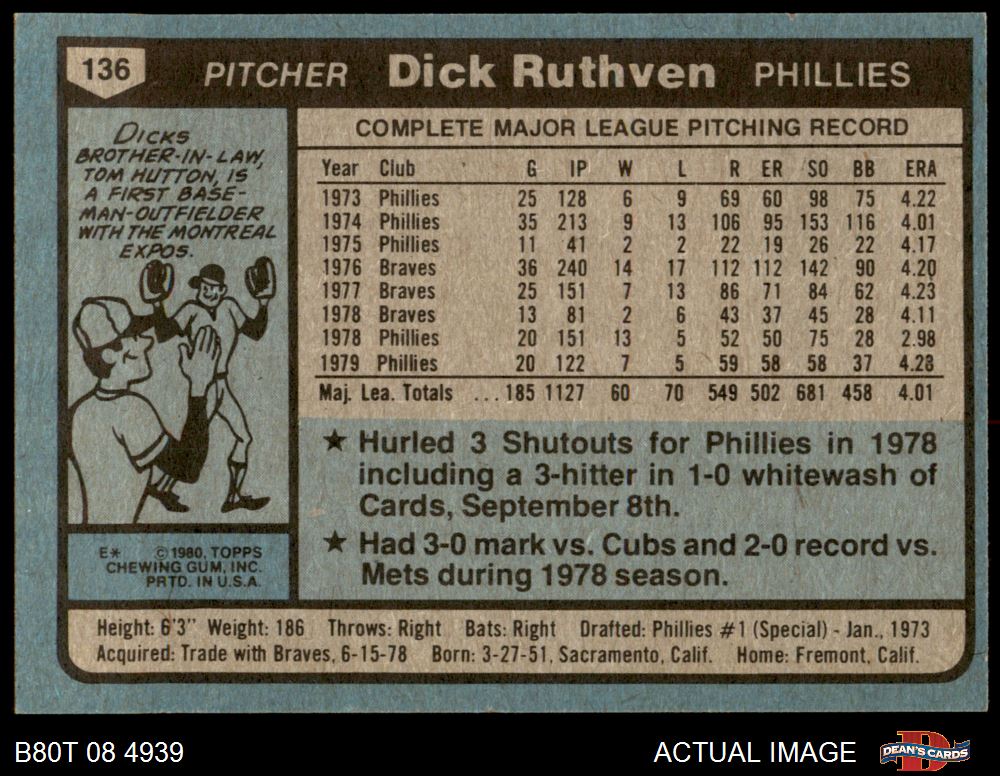 136 PITCHER Dick Ruthven PHILLIES
DICKS
BROTHER-IN-LAW,
TOM HUTTON, IS
A FIRST BASE-
MAN-OUTFIELDER
WITH THE MONTREAL
EXPOS.
E* © 1980, TOPPS
CHEWING GUM, INC.
PRTD. IN U.S.A.
COMPLETE MAJOR LEAGUE PITCHING RECORD
Year Club G IP W L R ER SO BB ERA
1973 Phillies 25 128 6 9 69 60 98 75 4.22
1974 Phillies 35 213 9 13 106 95 153 116 4.01
1975 Phillies 11 41 2 2 22 19 26 22 4.17
1976 Braves 36 240 14 17 112 112 142 90 4.20
1977 Braves 25 151 7 13 86 71 84 62 4.23
1978 Braves 13 81 2 6 43 37 45 28 4.11
1978 Phillies 20 151 13 5 52 50 75 28 2.98
1979 Phillies 20 122 7 5 59 58 58 37 4.28
Maj. Lea. Totals ... 185 1127 60 70 549 502 681 458 4.01
★ Hurled 3 Shutouts for Phillies in 1978
including a 3-hitter in 1-0 whitewash of
Cards, September 8th.
★ Had 3-0 mark vs. Cubs and 2-0 record vs.
Mets during 1978 season.
Height: 6'3" Weight: 186 Throws: Right Bats: Right Drafted: Phillies #1 (Special) - Jan., 1973
Acquired: Trade with Braves, 6-15-78 Born: 3-27-51, Sacramento, Calif. Home: Fremont, Calif.
B80T 08 4939 ACTUAL IMAGE D DEAN'S CARDS